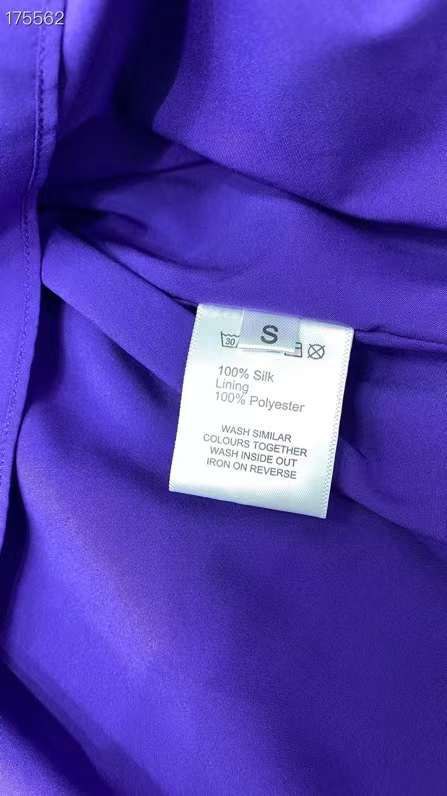 175562
S
30
100% Silk
Lining
100% Polyester
WASH SIMILAR
COLOURS TOGETHER
WASH INSIDE OUT
IRON ON REVERSE